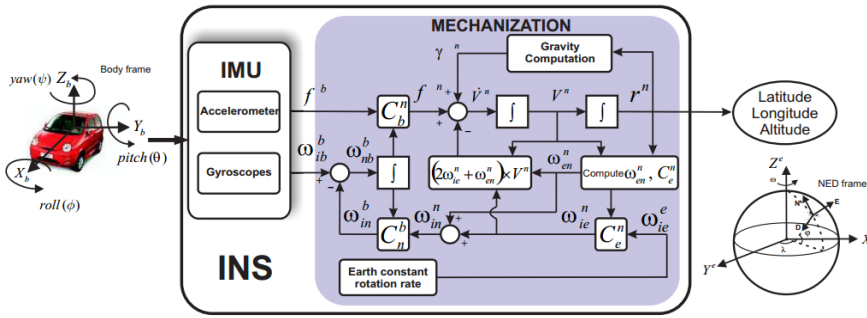 MECHANIZATION
yaw(ψ)
Z_b
Body frame
Y_b
pitch(θ)
X_b
roll(ϕ)
IMU
Accelerometer
Gyroscopes
INS
f^b
ω_ib^b
ω_nb^b
ω_in^b
C_b^n
∫
C_n^b
f^n
γ^n
+
+
−
+
−
V̇^n
∫
V^n
∫
r^n
Gravity
Computation
(2ω_ie^n + ω_en^n) × V^n
ω_en^n
Compute ω_en^n , C_e^n
ω_in^n
+
+
ω_ie^n
C_e^n
ω_ie^e
Earth constant
rotation rate
Latitude
Longitude
Altitude
Z^e
ω
NED frame
N
E
D
φ
λ
X
Y^e